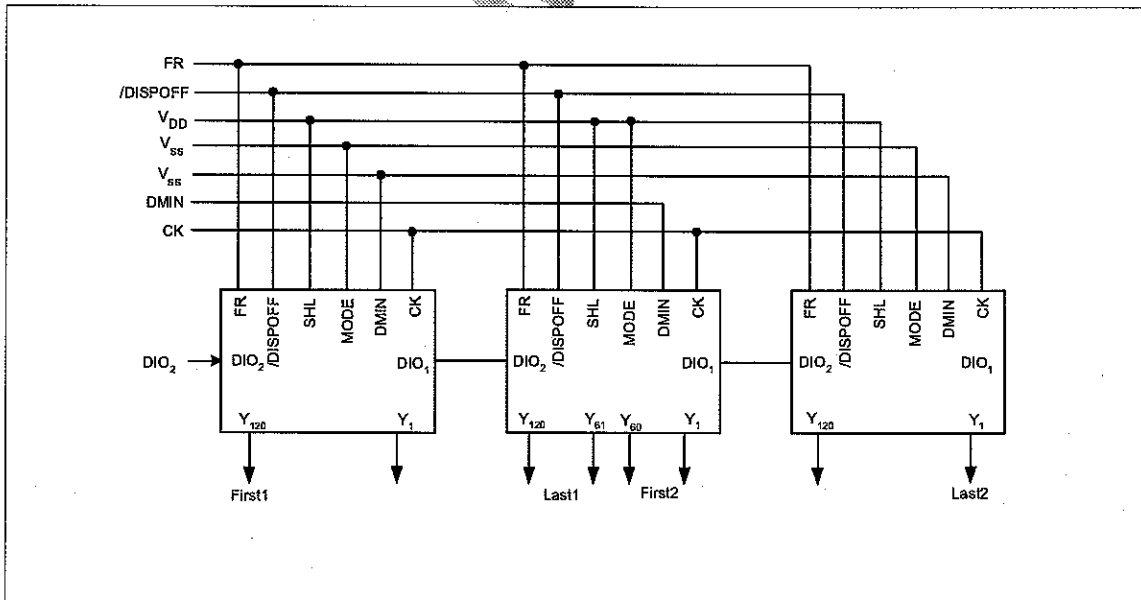 FR
/DISPOFF
VDD
Vss
Vss
DMIN
CK
FR
/DISPOFF
SHL
MODE
DMIN
CK
FR
/DISPOFF
SHL
MODE
DMIN
CK
FR
/DISPOFF
SHL
MODE
DMIN
CK
DIO2
DIO2
DIO1
DIO2
DIO1
DIO2
DIO1
Y120
Y1
Y120
Y61
Y60
Y1
Y120
Y1
First1
Last1
First2
Last2